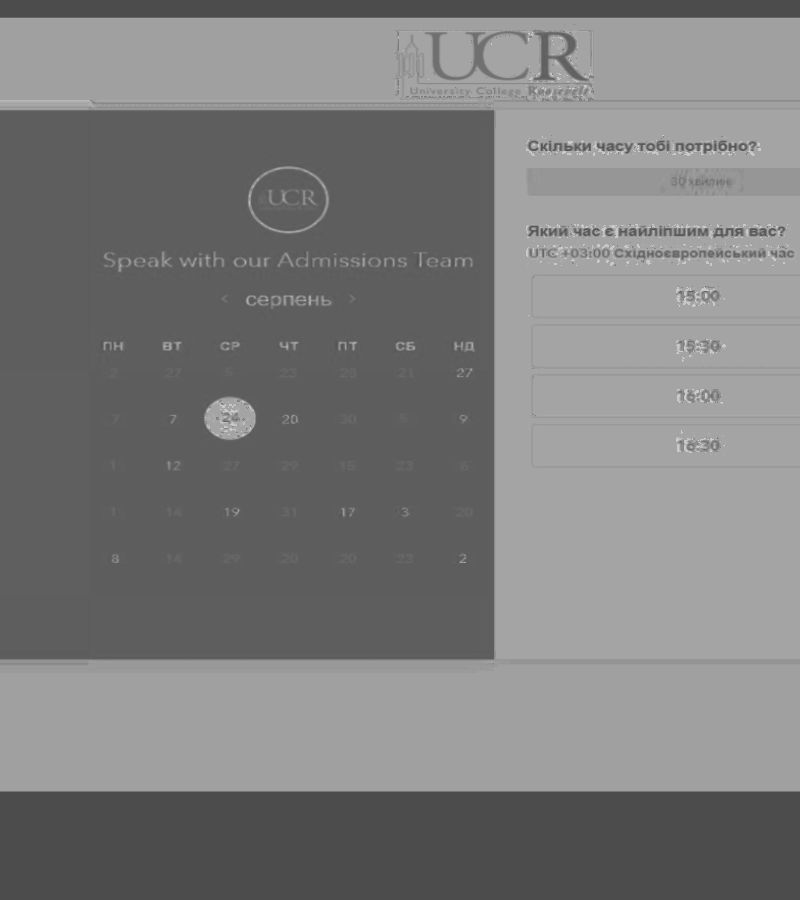 UCR
University College Roosevelt
UCR
Speak with our Admissions Team
< серпень >
ПН ВТ СР ЧТ ПТ СБ НД
2 27 5 23 28 21 27
7 7 24 20 30 5 9
1 12 27 29 15 23 6
1 14 19 31 17 3 20
8 14 29 20 20 22 2
Скільки часу тобі потрібно?
30 хвилин
Який час є найліпшим для вас?
UTC +03:00 Східноєвропейський час
15:00
15:30
16:00
16:30